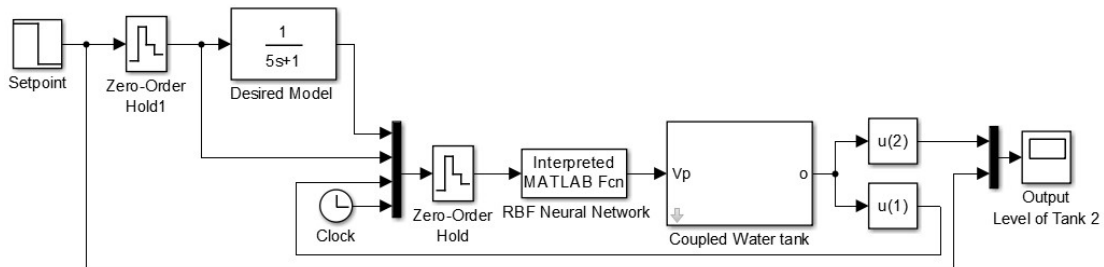 Setpoint
Zero-Order
Hold1
1
5s+1
Desired Model
Clock
Zero-Order
Hold
Interpreted
MATLAB Fcn
RBF Neural Network
Vp
o
Coupled Water tank
u(2)
u(1)
Output
Level of Tank 2